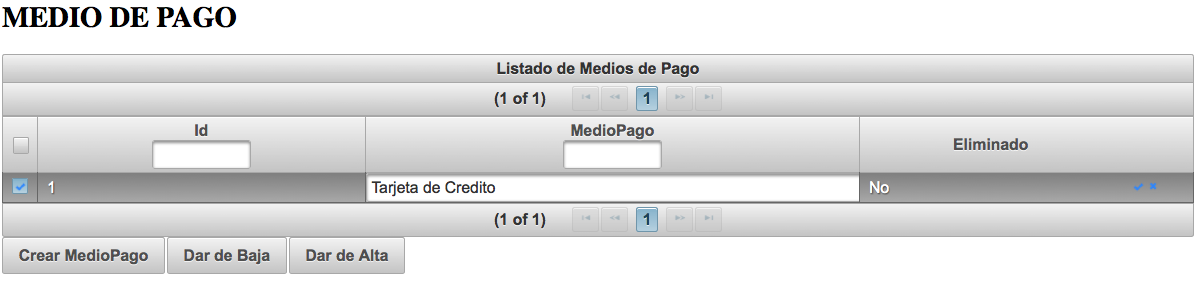 MEDIO DE PAGO
Listado de Medios de Pago
(1 of 1) 1
Id MedioPago Eliminado
1 Tarjeta de Credito No
(1 of 1) 1
Crear MedioPago Dar de Baja Dar de Alta